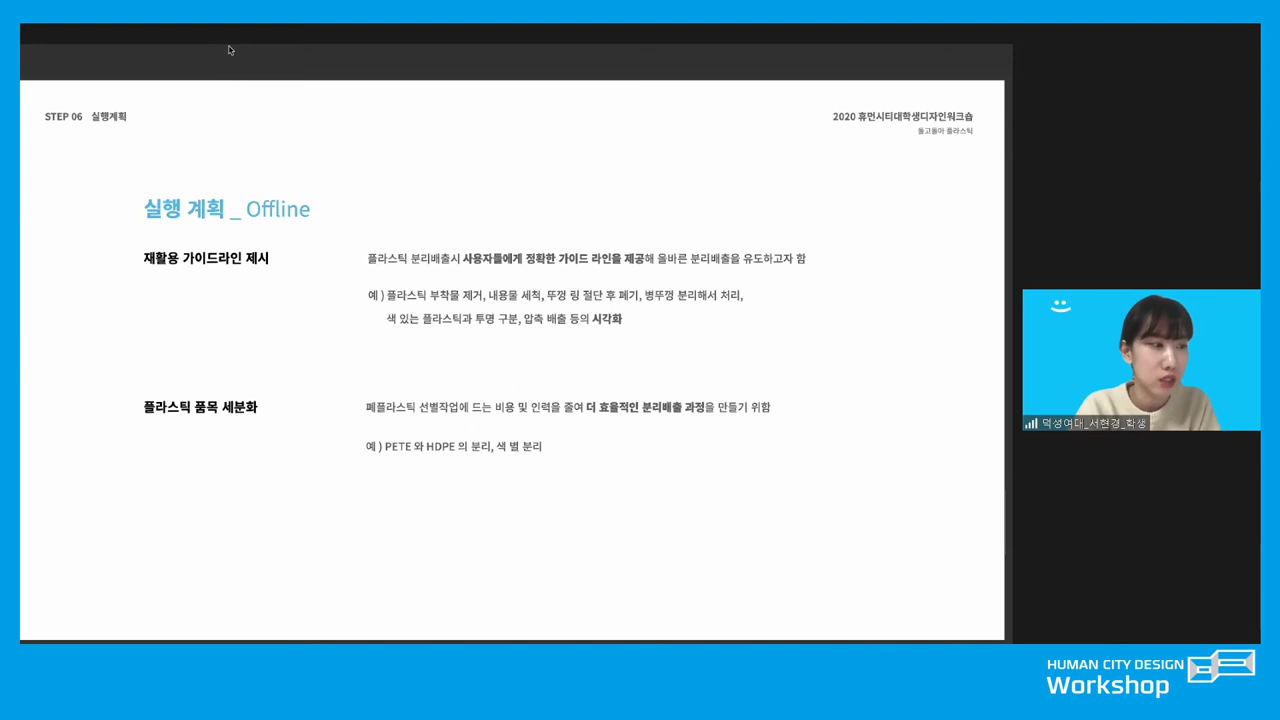 STEP 06 실행계획
2020 휴먼시티대학생디자인워크숍
돌고돌아 플라스틱
실행 계획 _ Offline
재활용 가이드라인 제시
플라스틱 분리배출시 사용자들에게 정확한 가이드 라인을 제공해 올바른 분리배출을 유도하고자 함
예 ) 플라스틱 부착물 제거, 내용물 세척, 뚜껑 링 절단 후 폐기, 병뚜껑 분리해서 처리,
색 있는 플라스틱과 투명 구분, 압축 배출 등의 시각화
플라스틱 품목 세분화
폐플라스틱 선별작업에 드는 비용 및 인력을 줄여 더 효율적인 분리배출 과정을 만들기 위함
예 ) PETE 와 HDPE 의 분리, 색 별 분리
덕성여대_서현경_학생
HUMAN CITY DESIGN
Workshop